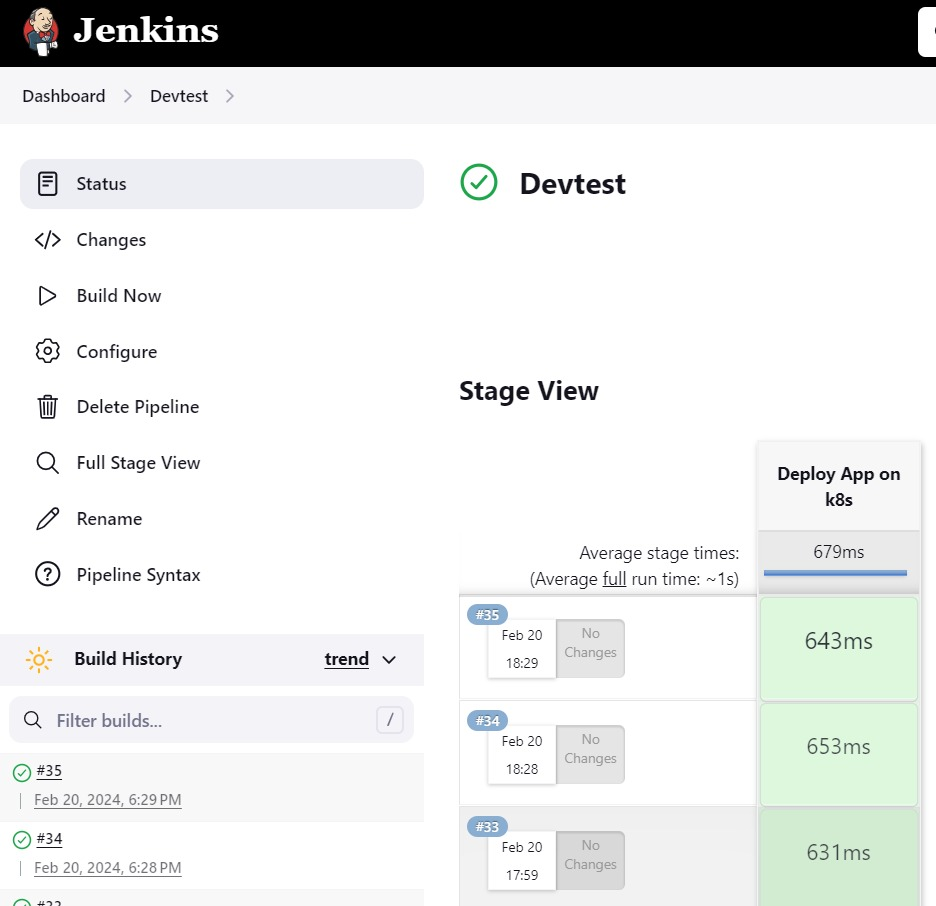 Jenkins
Dashboard
Devtest
Status
Changes
Build Now
Configure
Delete Pipeline
Full Stage View
Rename
Pipeline Syntax
Build History
trend
Filter builds...
/
#35
Feb 20, 2024, 6:29 PM
#34
Feb 20, 2024, 6:28 PM
Devtest
Stage View
Deploy App on
k8s
Average stage times:
(Average full run time: ~1s)
679ms
#35
Feb 20
18:29
No
Changes
643ms
#34
Feb 20
18:28
No
Changes
653ms
#33
Feb 20
17:59
No
Changes
631ms